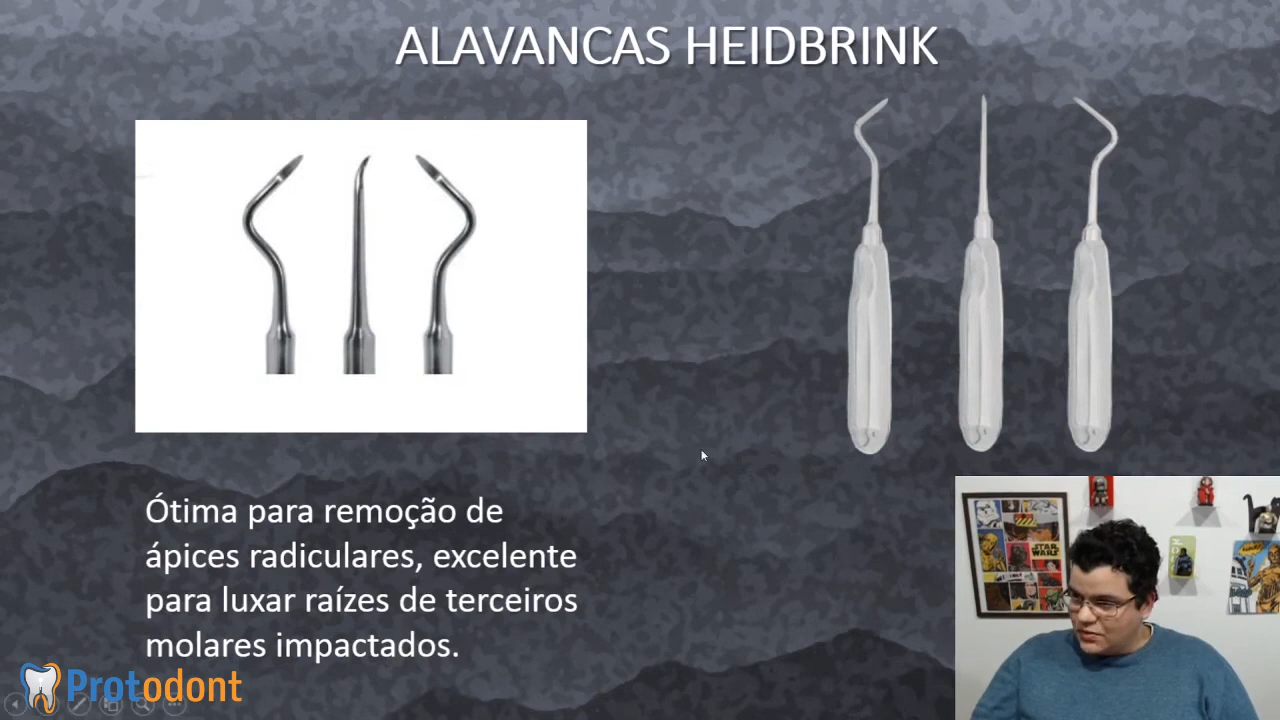 ALAVANCAS HEIDBRINK
Ótima para remoção de
ápices radiculares, excelente
para luxar raízes de terceiros
molares impactados.
Protodont
STAR
WARS